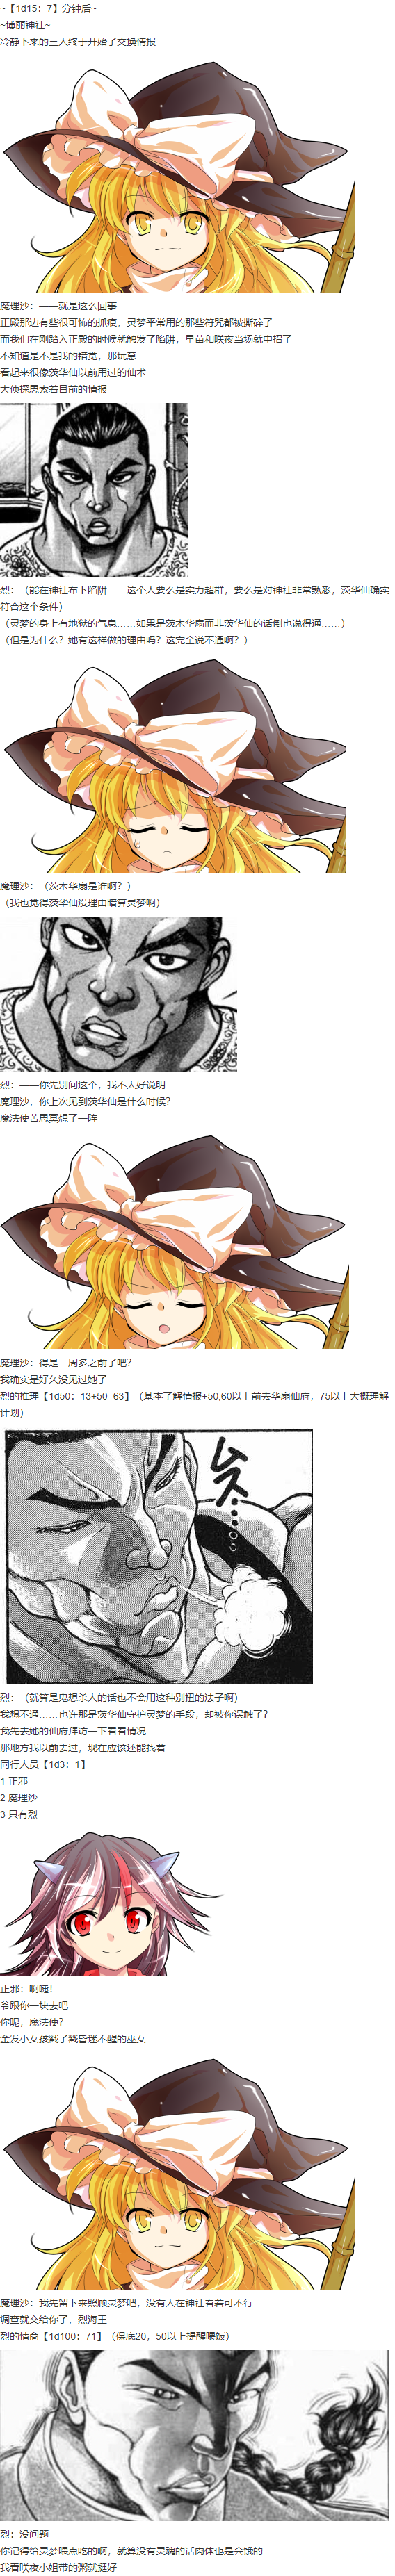 ~【1d15：7】分钟后~
~博丽神社~
冷静下来的三人终于开始了交换情报
魔理沙：——就是这么回事
正殿那边有些很可怖的抓痕，灵梦平常用的那些符咒都被撕碎了
而我们在刚踏入正殿的时候就触发了陷阱，早苗和咲夜当场就中招了
不知道是不是我的错觉，那玩意……
看起来很像茨华仙以前用过的仙术
大侦探思索着目前的情报
烈：（能在神社布下陷阱……这个人要么是实力超群，要么是对神社非常熟悉，茨华仙确实
符合这个条件）
（灵梦的身上有地狱的气息……如果是茨木华扇而非茨华仙的话倒也说得通……）
（但是为什么？她有这样做的理由吗？这完全说不通啊？）
魔理沙：（茨木华扇是谁啊？）
（我也觉得茨华仙没理由暗算灵梦啊）
烈：——你先别问这个，我不太好说明
魔理沙，你上次见到茨华仙是什么时候？
魔法使苦思冥想了一阵
魔理沙：得是一周多之前了吧？
我确实是好久没见过她了
烈的推理【1d50：13+50=63】（基本了解情报+50,60以上前去华扇仙府，75以上大概理解
计划）
ムス…
烈：（就算是鬼想杀人的话也不会用这种别扭的法子啊）
我想不通……也许那是茨华仙守护灵梦的手段，却被你误触了？
我先去她的仙府拜访一下看看情况
那地方我以前去过，现在应该还能找着
同行人员【1d3：1】
1 正邪
2 魔理沙
3 只有烈
正邪：啊嗯！
爷跟你一块去吧
你呢，魔法使？
金发小女孩戳了戳昏迷不醒的巫女
魔理沙：我先留下来照顾灵梦吧，没有人在神社看着可不行
调查就交给你了，烈海王
烈的情商【1d100：71】（保底20，50以上提醒喂饭）
烈：没问题
你记得给灵梦喂点吃的啊，就算没有灵魂的话肉体也是会饿的
我看咲夜小姐带的粥就挺好